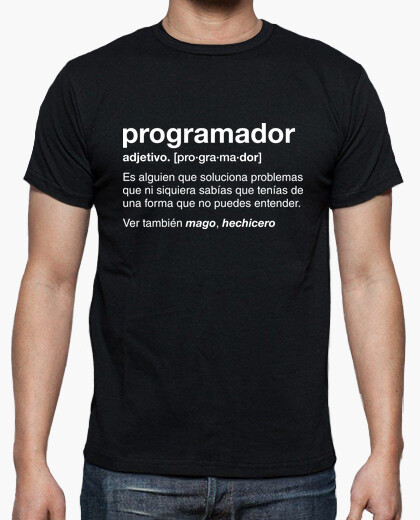 programador
adjetivo. [pro·gra·ma·dor]
Es alguien que soluciona problemas
que ni siquiera sabías que tenías de
una forma que no puedes entender.
Ver también mago, hechicero